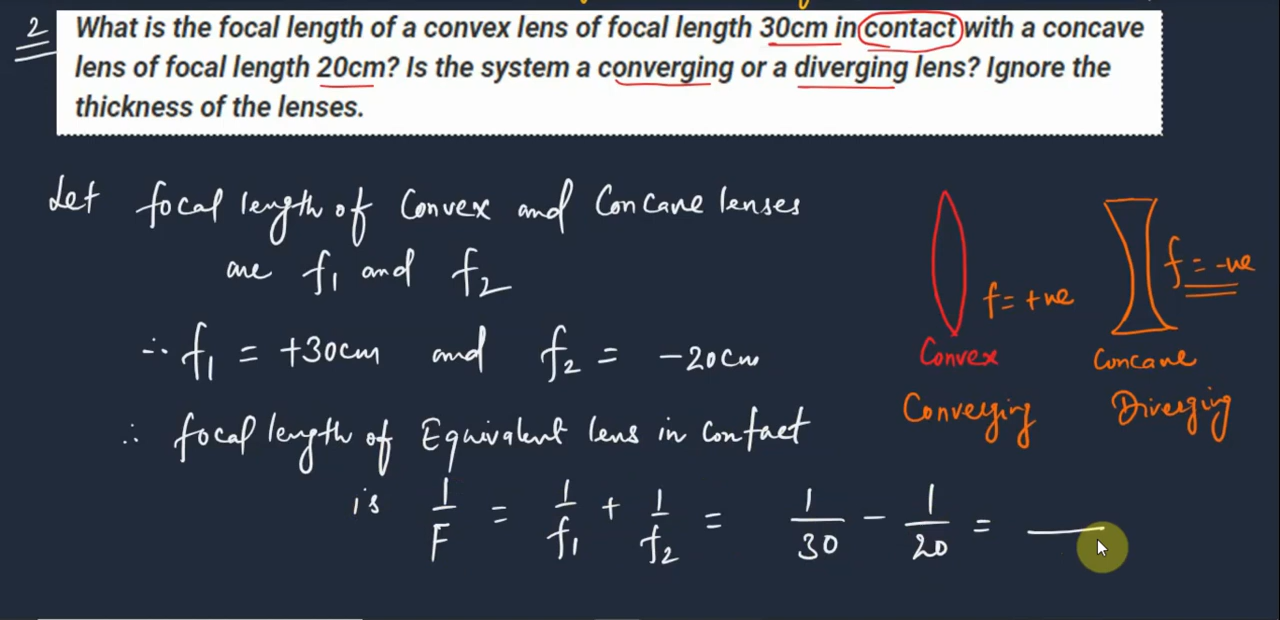 2 What is the focal length of a convex lens of focal length 30cm in contact with a concave
lens of focal length 20cm? Is the system a converging or a diverging lens? Ignore the
thickness of the lenses.
Let focal length of Convex and Concave lenses
are f₁ and f₂
∴ f₁ = +30cm and f₂ = -20cm
∴ focal length of Equivalent lens in contact
is 1/F = 1/f₁ + 1/f₂ = 1/30 - 1/20 =
f = +ve
Convex
Converging
f = -ve
Concave
Diverging